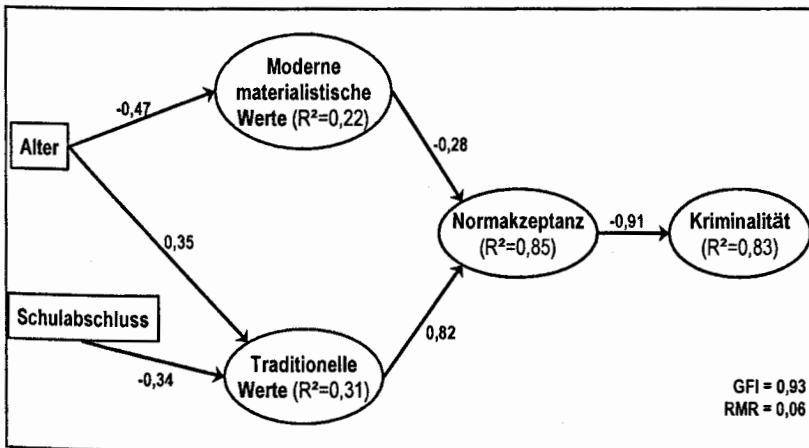 Moderne
materialistische
Werte (R²=0,22)
-0,47
Alter
-0,28
Normakzeptanz
(R²=0,85)
-0,91
Kriminalität
(R²=0,83)
0,35
Schulabschluss
0,82
-0,34
Traditionelle
Werte (R²=0,31)
GFI = 0,93
RMR = 0,06